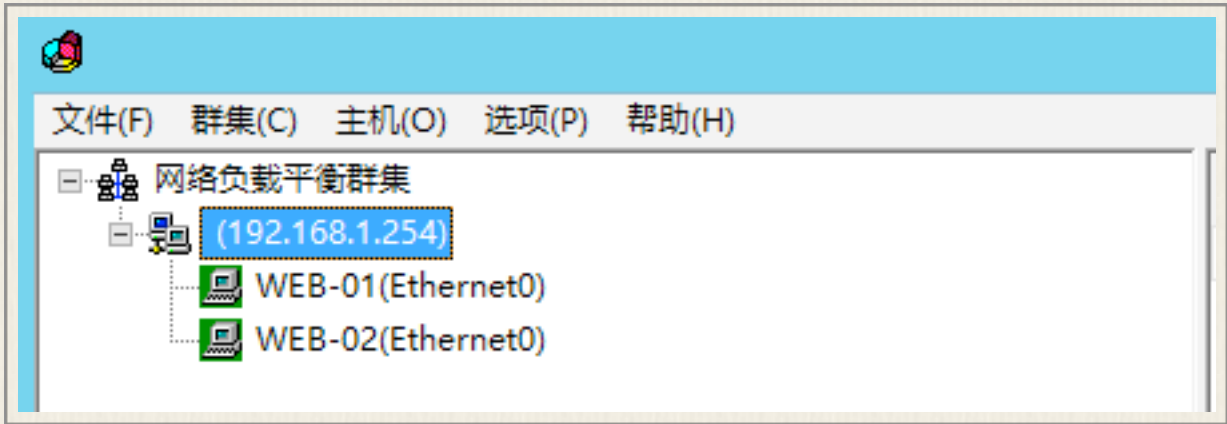 文件(F) 群集(C) 主机(O) 选项(P) 帮助(H)
网络负载平衡群集
(192.168.1.254)
WEB-01(Ethernet0)
WEB-02(Ethernet0)